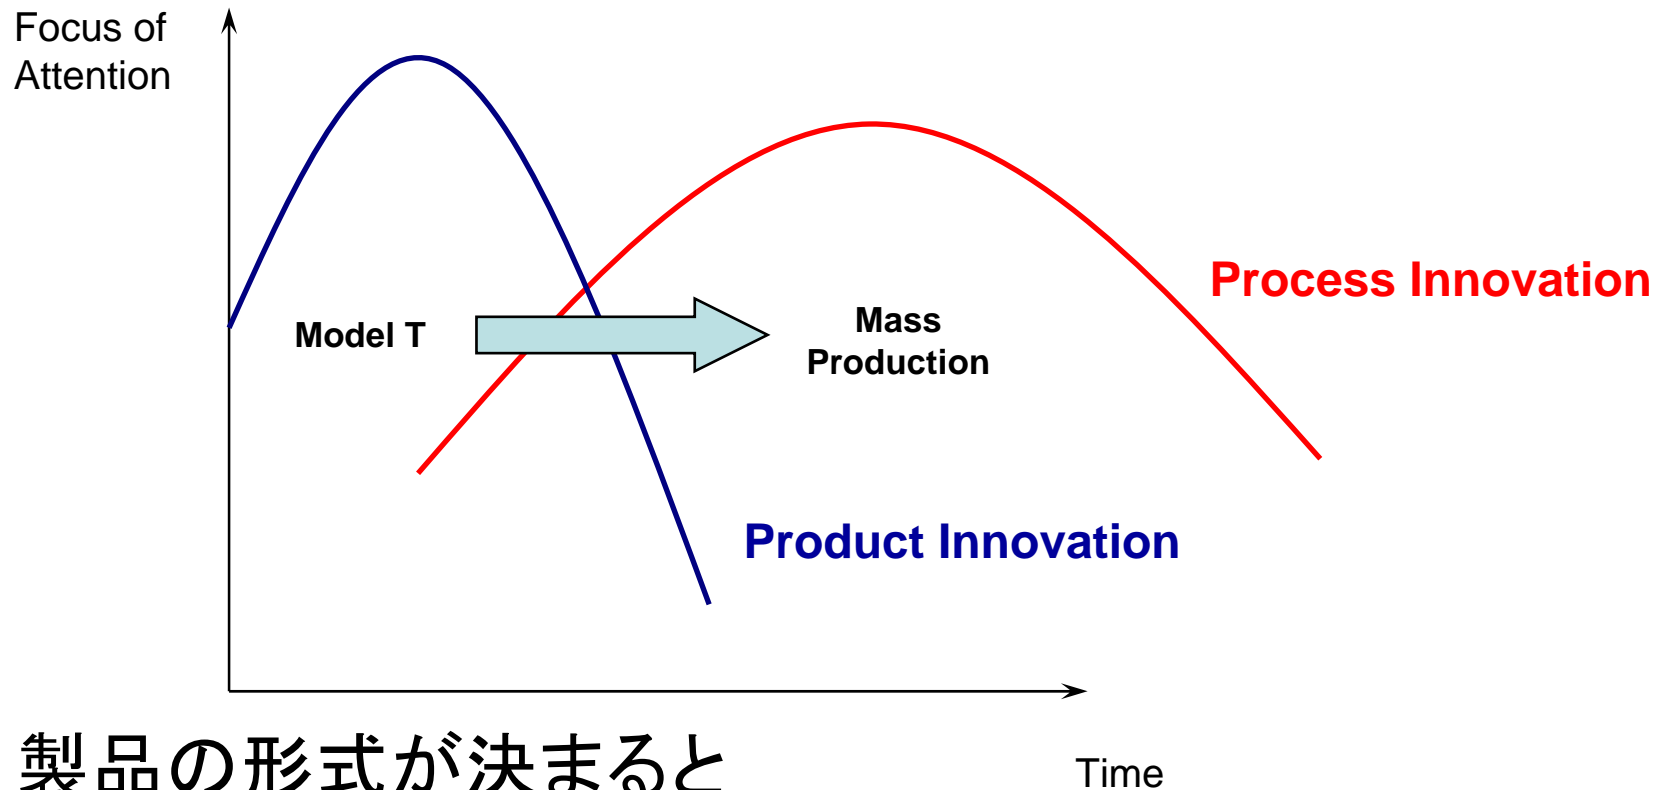 Focus of
Attention
Process Innovation
Model T
Mass
Production
Product Innovation
製品の形式が決まると
Time